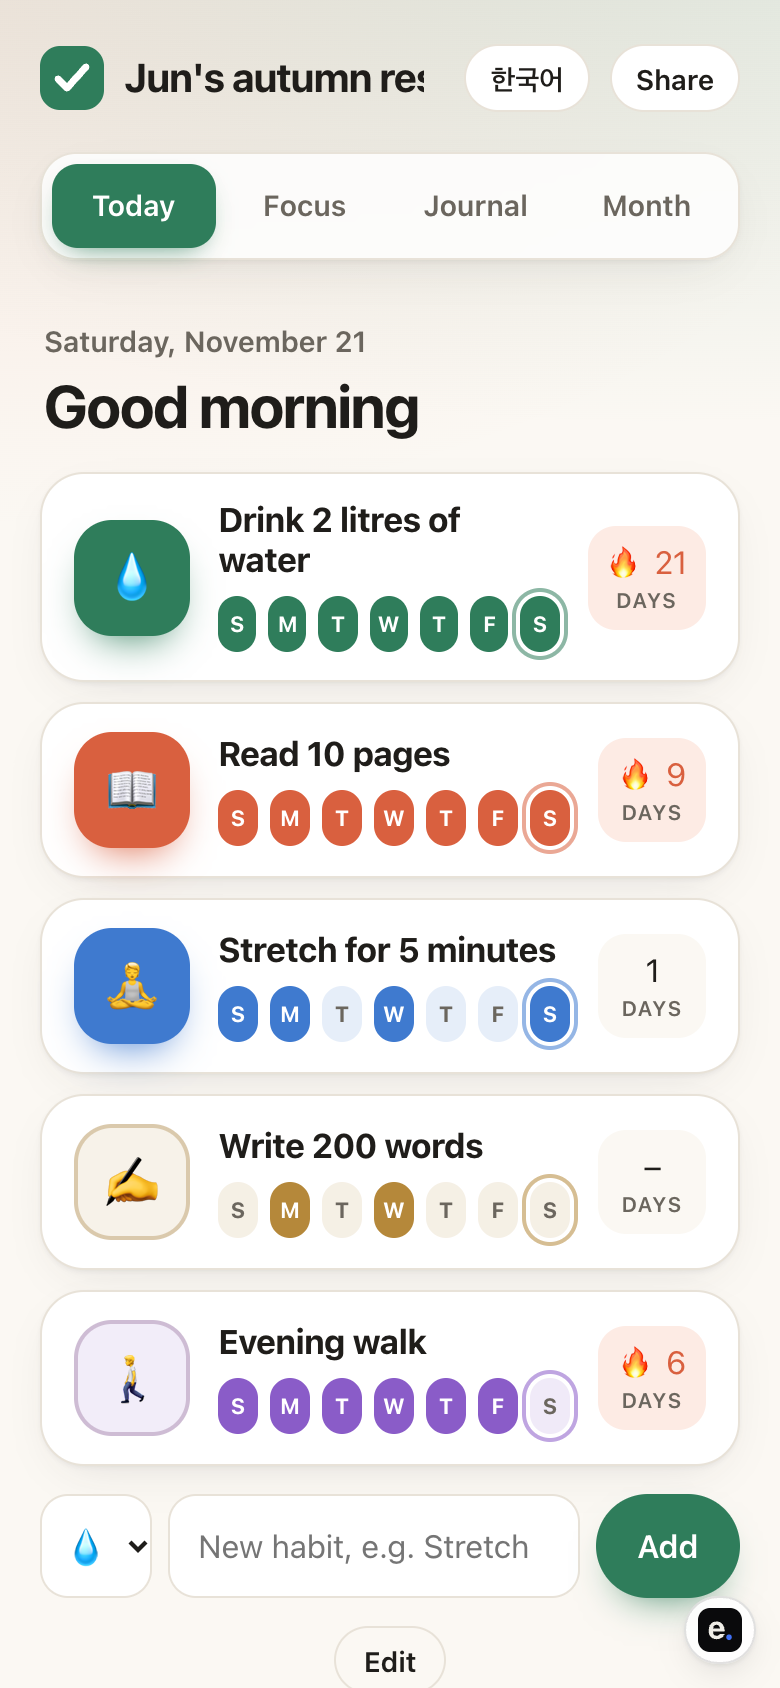 Jun's autumn res
한국어
Share
Today
Focus
Journal
Month
Saturday, November 21
Good morning
Drink 2 litres of
water
S M T W T F S
21
DAYS
Read 10 pages
S M T W T F S
9
DAYS
Stretch for 5 minutes
S M T W T F S
1
DAYS
Write 200 words
S M T W T F S
–
DAYS
Evening walk
S M T W T F S
6
DAYS
New habit, e.g. Stretch
Add
e.
Edit